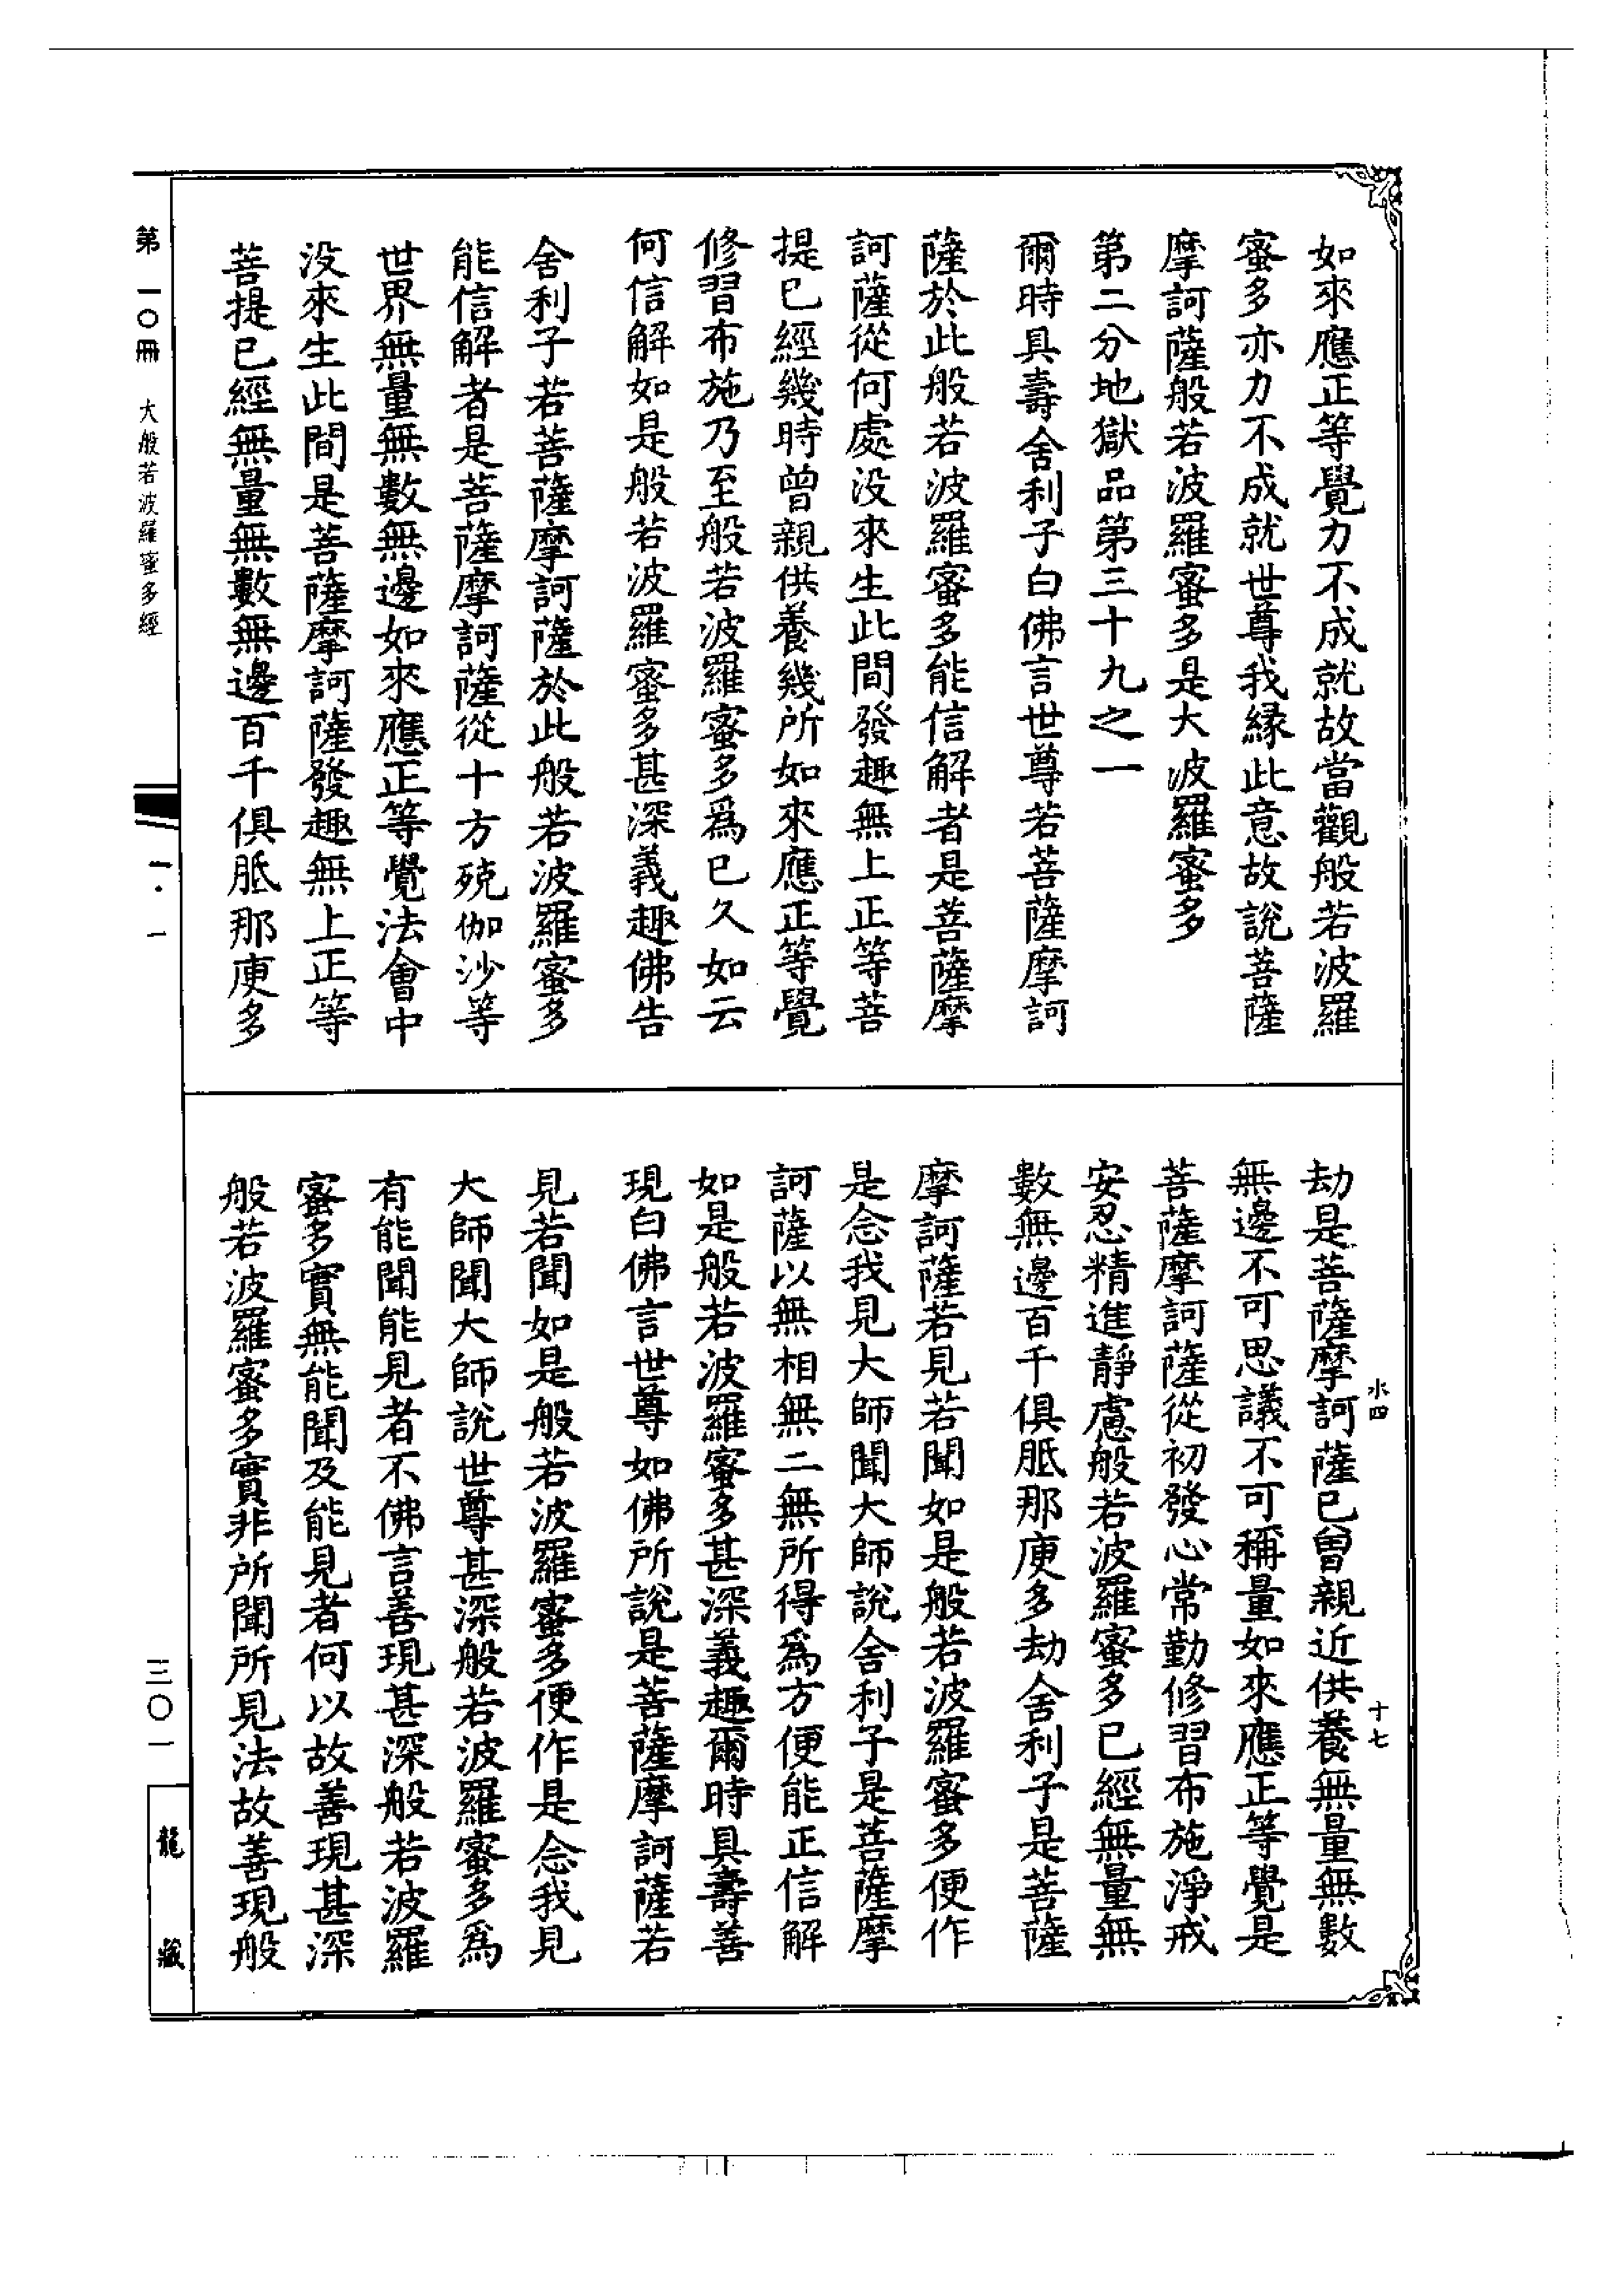 如來應正等覺力不成就故當觀般若波羅
蜜多亦力不成就世尊我緣此意故說菩薩
摩訶薩般若波羅蜜多是大波羅蜜多
第二分地獄品第三十九之一
爾時具壽舍利子白佛言世尊若菩薩摩訶
薩於此般若波羅蜜多能信解者是菩薩摩
訶薩從何處没來生此間發趣無上正等菩
提已經幾時曾親供養幾所如來應正等覺
修習布施乃至般若波羅蜜多爲已久如云
何信解如是般若波羅蜜多甚深義趣佛告
舍利子若菩薩摩訶薩於此般若波羅蜜多
能信解者是菩薩摩訶薩從十方殑伽沙等
世界無量無數無邊如來應正等覺法會中
没來生此間是菩薩摩訶薩發趣無上正等
菩提已經無量無數無邊百千俱胝那庾多
劫是菩薩摩訶薩已曾親近供養無量無數
無邊不可思議不可稱量如來應正等覺是
菩薩摩訶薩從初發心常勤修習布施淨戒
安忍精進靜慮般若波羅蜜多已經無量無
數無邊百千俱胝那庾多劫舍利子是菩薩
摩訶薩若見若聞如是般若波羅蜜多便作
是念我見大師聞大師說舍利子是菩薩摩
訶薩以無相無二無所得爲方便能正信解
如是般若波羅蜜多甚深義趣爾時具壽善
現白佛言世尊如佛所說是菩薩摩訶薩若
見若聞如是般若波羅蜜多便作是念我見
大師聞大師說世尊甚深般若波羅蜜多爲
有能聞能見者不佛言善現甚深般若波羅
蜜多實無能聞及能見者何以故善現甚深
般若波羅蜜多實非所聞所見法故善現般
水四
十七
第一〇冊
大般若波羅蜜多經
一·一
三〇一
龍藏